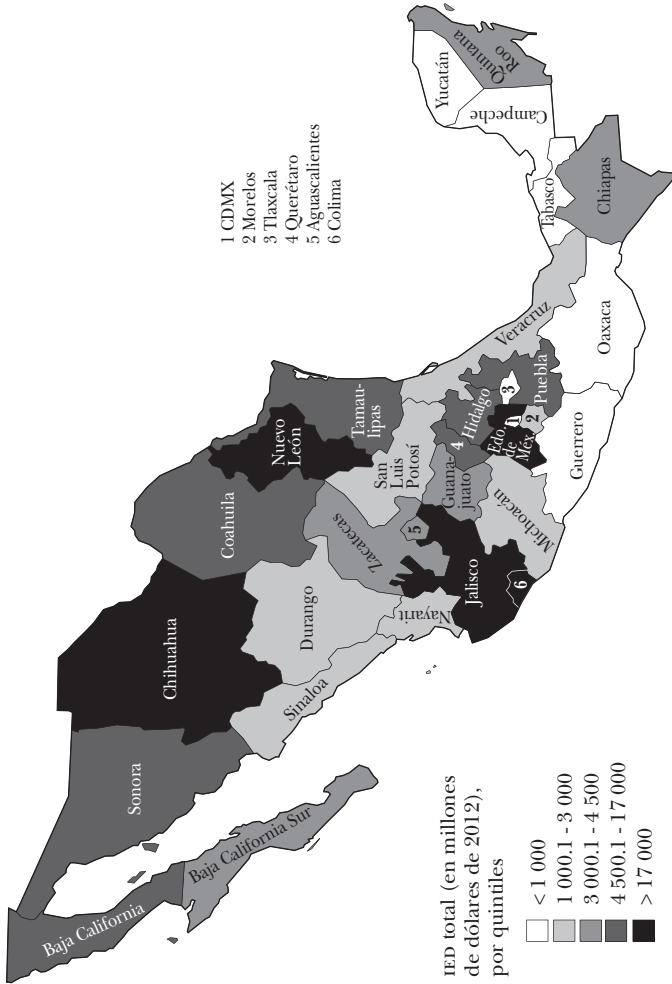 Baja California
Baja California Sur
Sonora
Chihuahua
Sinaloa
Durango
Coahuila
Nuevo
León
Tamau-
lipas
Zacatecas
San
Luis
Potosí
Nayarit
Jalisco
5
6
Guana-
juato
4
Hidalgo
Michoacán
Edo.
de
Méx.
1
2
3
Puebla
Veracruz
Guerrero
Oaxaca
Tabasco
Chiapas
Campeche
Yucatán
Quintana
Roo
1 CDMX
2 Morelos
3 Tlaxcala
4 Querétaro
5 Aguascalientes
6 Colima
IED total (en millones
de dólares de 2012),
por quintiles
< 1 000
1 000.1 - 3 000
3 000.1 - 4 500
4 500.1 - 17 000
> 17 000